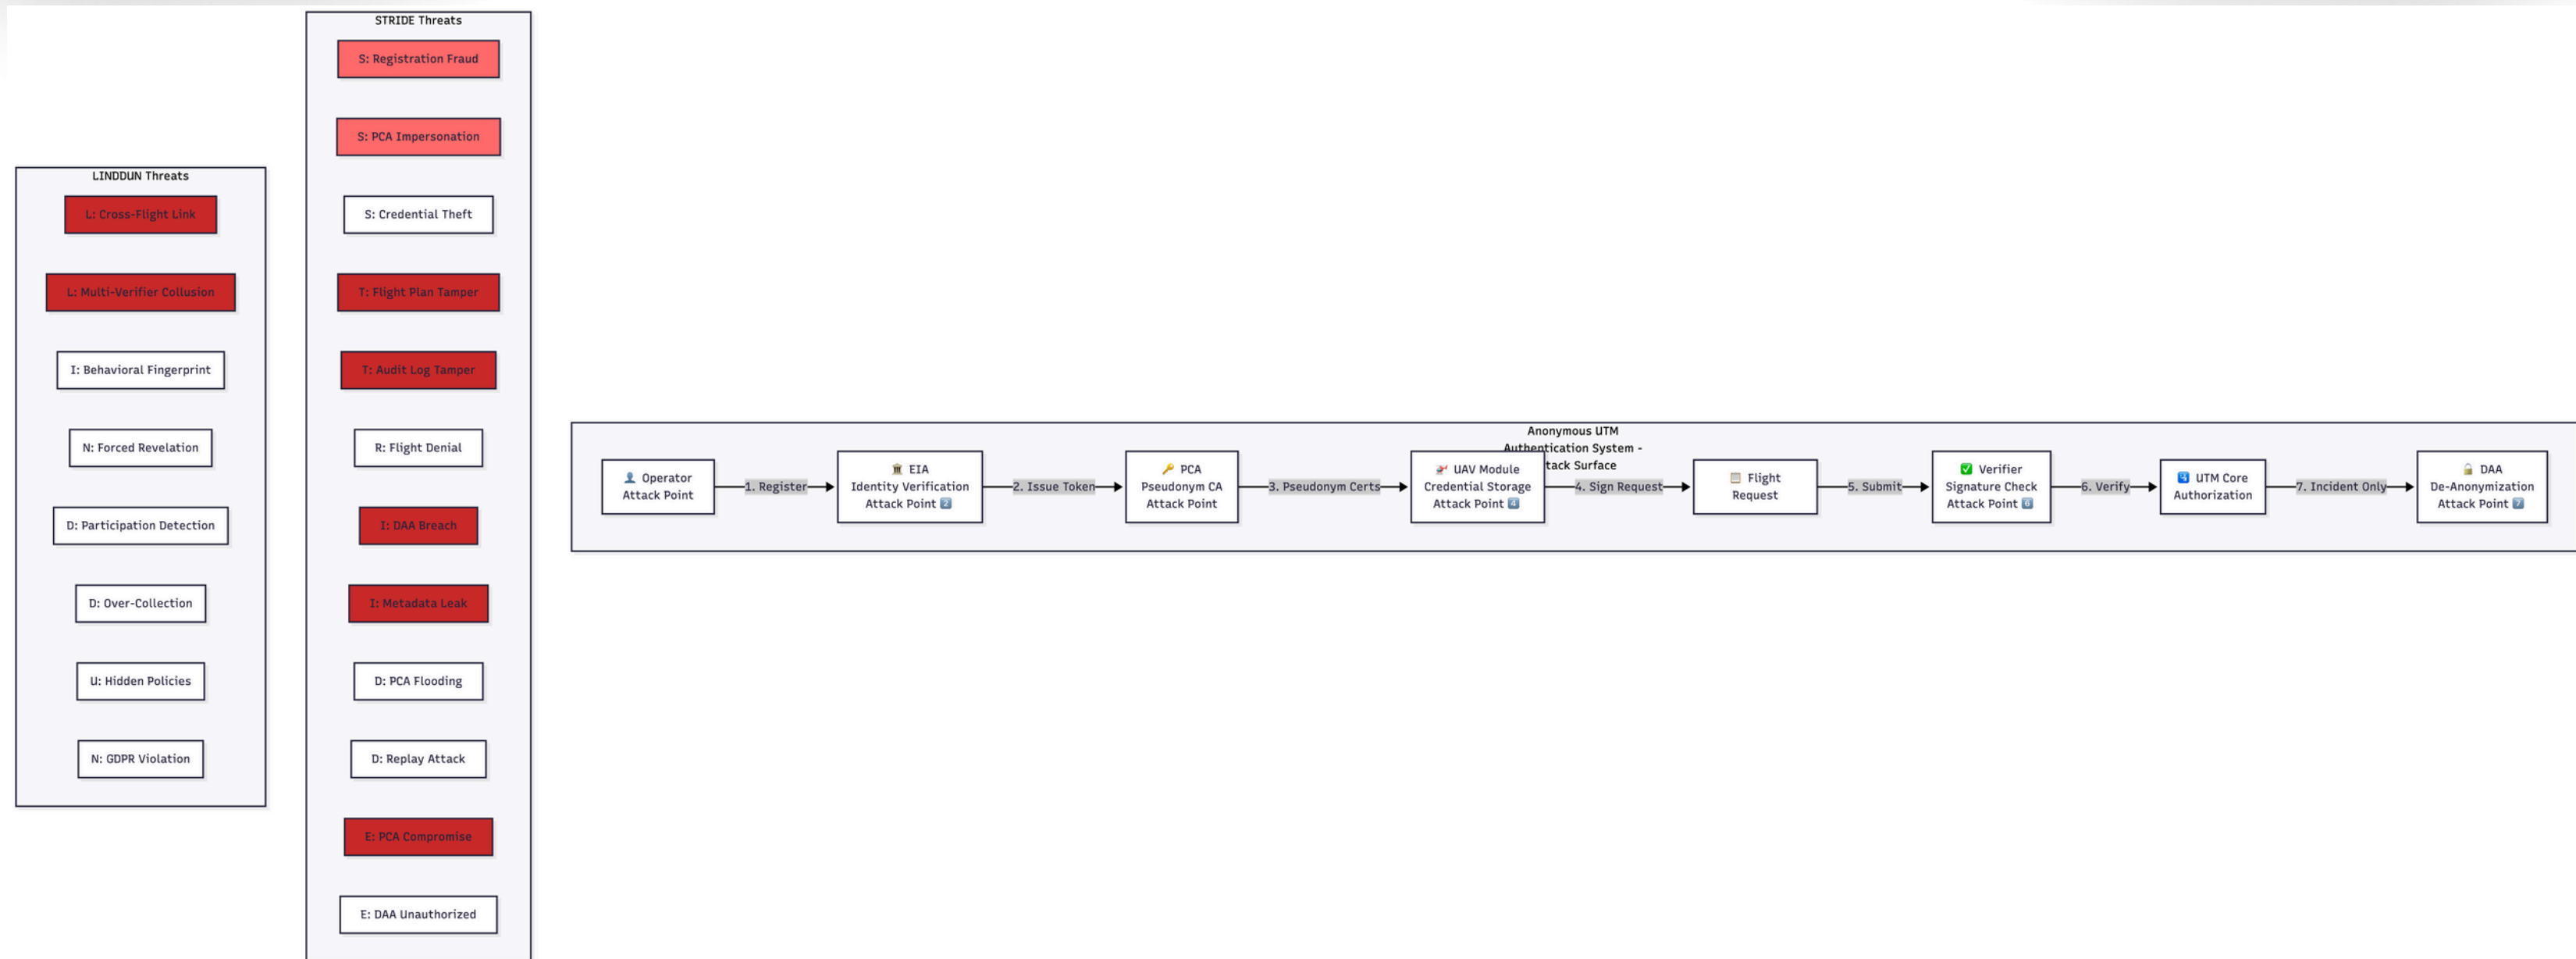 STRIDE Threats
S: Registration Fraud
S: PCA Impersonation
S: Credential Theft
T: Flight Plan Tamper
T: Audit Log Tamper
R: Flight Denial
I: DAA Breach
I: Metadata Leak
D: PCA Flooding
D: Replay Attack
E: PCA Compromise
E: DAA Unauthorized
LINDDUN Threats
L: Cross-Flight Link
L: Multi-Verifier Collusion
I: Behavioral Fingerprint
N: Forced Revelation
D: Participation Detection
D: Over-Collection
U: Hidden Policies
N: GDPR Violation
Anonymous UTM
Authentication System -
tack Surface
Operator
Attack Point
1. Register
EIA
Identity Verification
Attack Point 2
2. Issue Token
PCA
Pseudonym CA
Attack Point
3. Pseudonym Certs
UAV Module
Credential Storage
Attack Point 4
4. Sign Request
Flight
Request
5. Submit
Verifier
Signature Check
Attack Point 6
6. Verify
UTM Core
Authorization
7. Incident Only
DAA
De-Anonymization
Attack Point 7